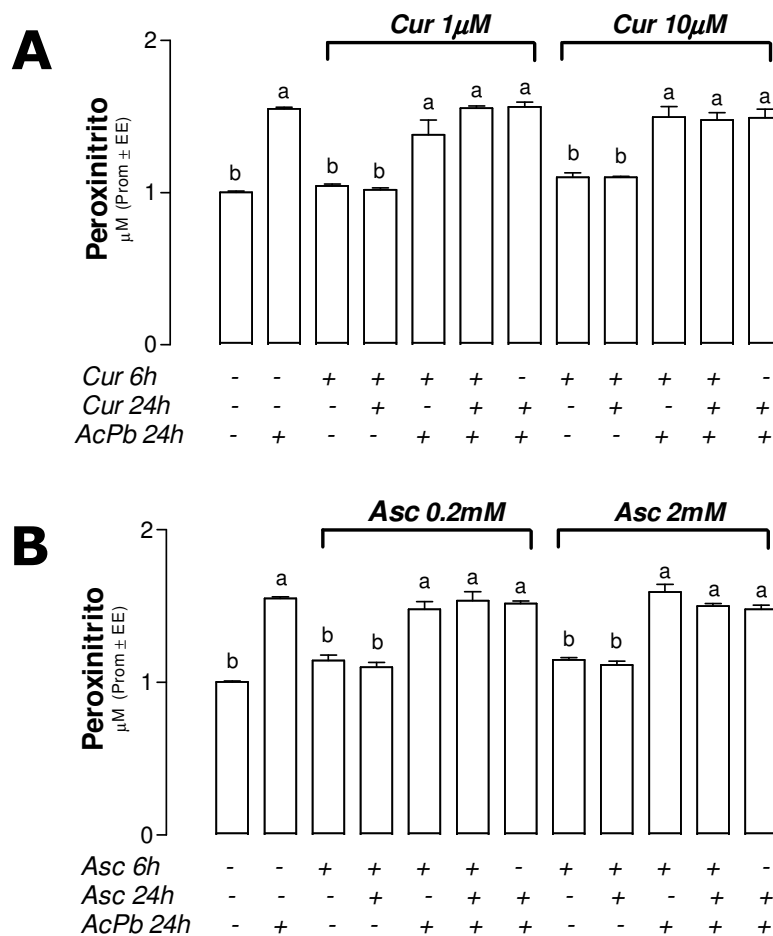 A
Cur 1μM
Cur 10μM
Peroxinitrito
μM (Prom ± EE)
2
1
0
b a b b a a a b b a a a
Cur 6h - - + + + + - + + + + -
Cur 24h - - - + - + + - + - + +
AcPb 24h - + - - + + + - - + + +
B
Asc 0.2mM
Asc 2mM
Peroxinitrito
μM (Prom ± EE)
2
1
0
b a b b a a a b b a a a
Asc 6h - - + + + + - + + + + -
Asc 24h - - - + - + + - + - + +
AcPb 24h - + - - + + + - - + + +